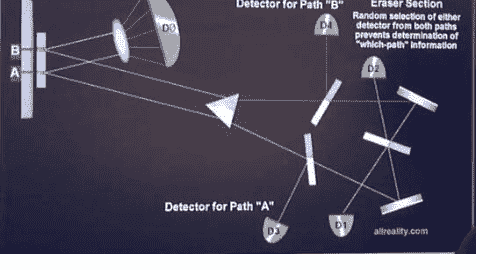 Detector for Path "B"
Eraser Section
Random selection of either
detector from both paths
prevents determination of
"which-path" information
D0
D4
D2
B
A
Detector for Path "A"
D3
D1
allreality.com